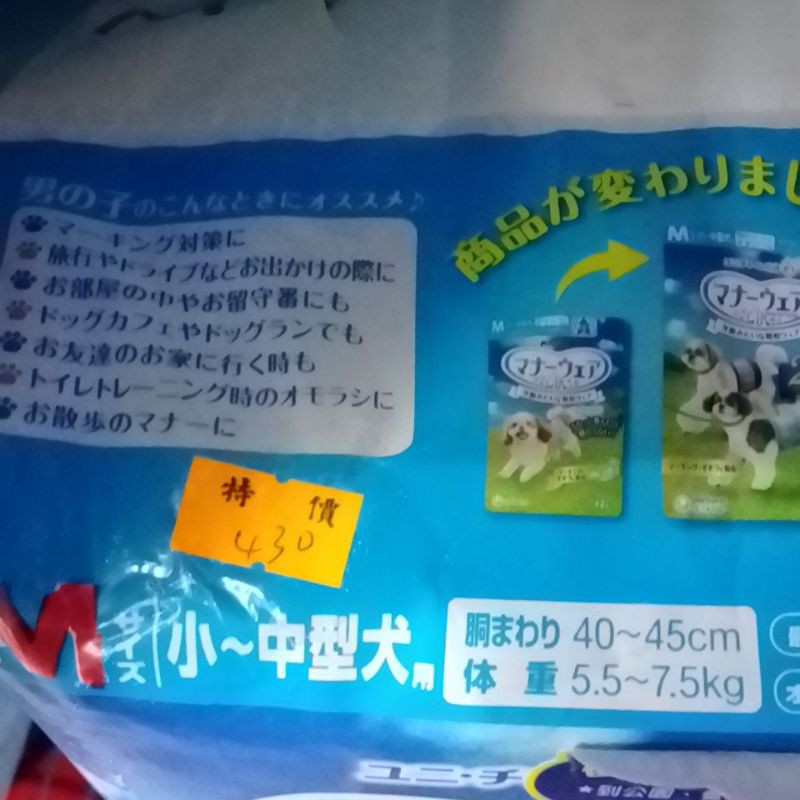 男の子のこんなときにオススメ♪
マーキング対策に
旅行やドライブなどお出かけの際に
お部屋の中やお留守番にも
ドッグカフェやドッグランでも
お友達のお家に行く時も
トイレトレーニング時のオモラシに
お散歩のマナーに
商品が変わりまし
M
マナーウェア
M
マナーウェア
特 價
430
Mサイズ 小〜中型犬用
胴まわり 40〜45cm
体 重 5.5〜7.5kg
ユニ・チ